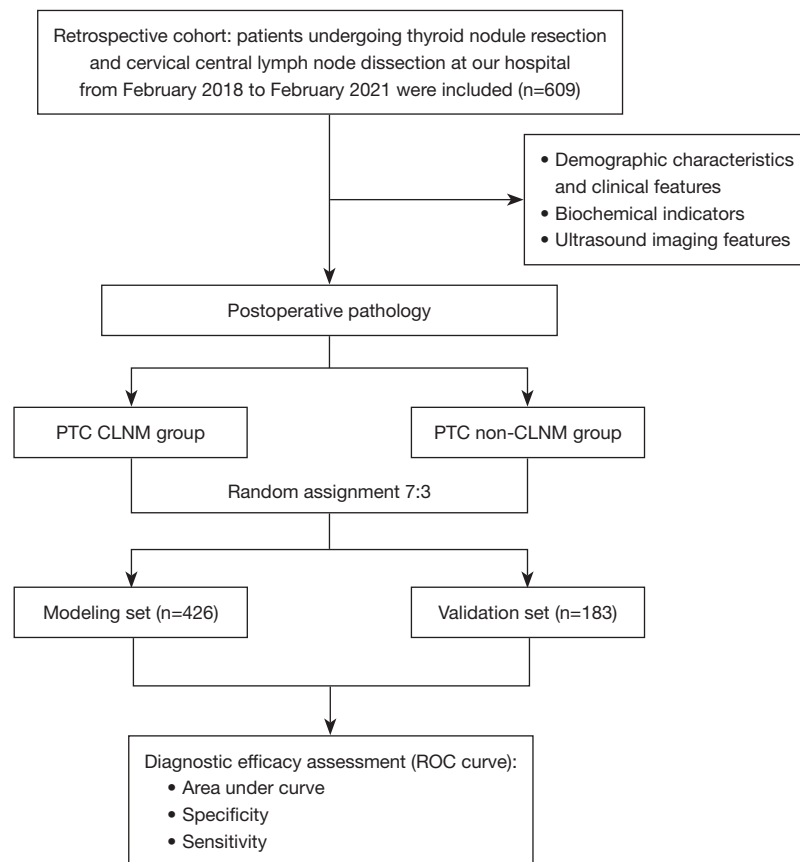 Retrospective cohort: patients undergoing thyroid nodule resection
and cervical central lymph node dissection at our hospital
from February 2018 to February 2021 were included (n=609)
• Demographic characteristics
and clinical features
• Biochemical indicators
• Ultrasound imaging features
Postoperative pathology
PTC CLNM group
PTC non-CLNM group
Random assignment 7:3
Modeling set (n=426)
Validation set (n=183)
Diagnostic efficacy assessment (ROC curve):
• Area under curve
• Specificity
• Sensitivity